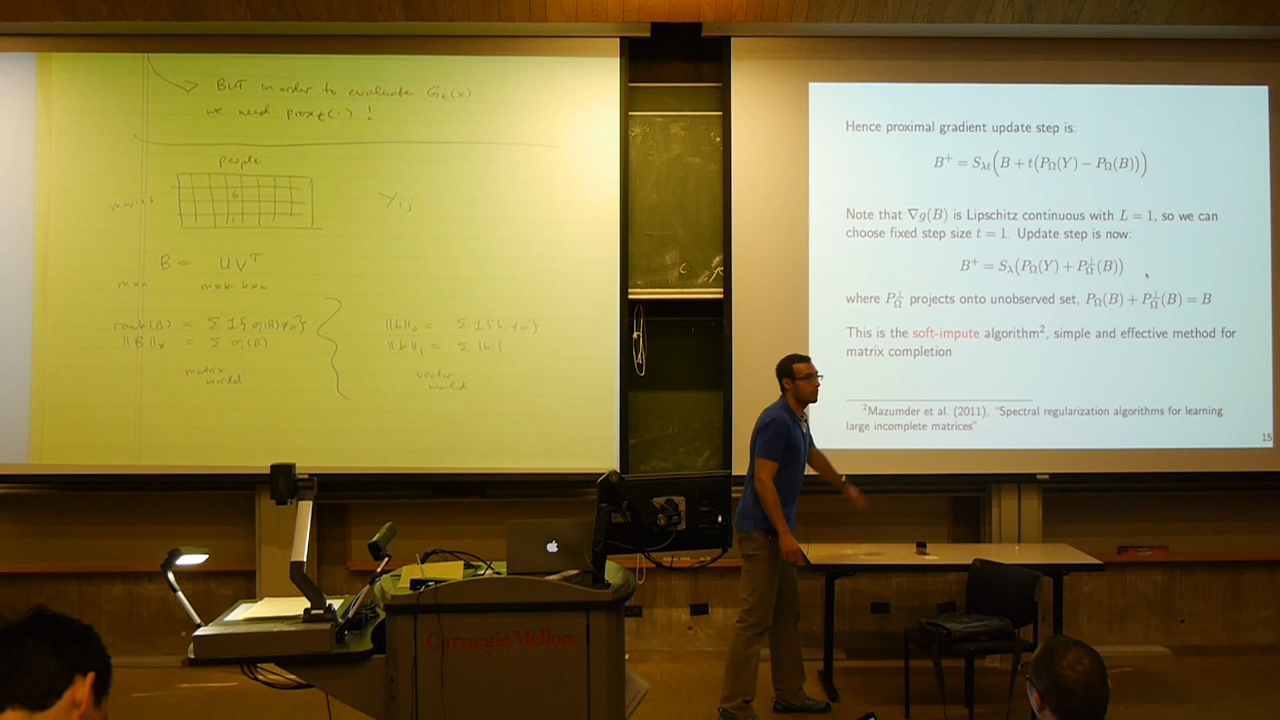 BUT in order to evaluate G_t(x)
we need prox_t(·) !
people
movies
6
Y_ij
B = UV^T
m×n m×k k×n
rank(B) = Σ 1{σ_i(B)≠0}
||B||_* = Σ σ_i(B)
matrix
world
||b||_0 = Σ 1{b_i≠0}
||b||_1 = Σ |b_i|
vector
world
Hence proximal gradient update step is:
B^+ = S_{λt}(B + t(P_Ω(Y) − P_Ω(B)))
Note that ∇g(B) is Lipschitz continuous with L = 1, so we can
choose fixed step size t = 1. Update step is now:
B^+ = S_λ(P_Ω(Y) + P_Ω^⊥(B))
where P_Ω^⊥ projects onto unobserved set, P_Ω(B) + P_Ω^⊥(B) = B
This is the soft-impute algorithm², simple and effective method for
matrix completion
²Mazumder et al. (2011), "Spectral regularization algorithms for learning
large incomplete matrices"
15
Carnegie Mellon